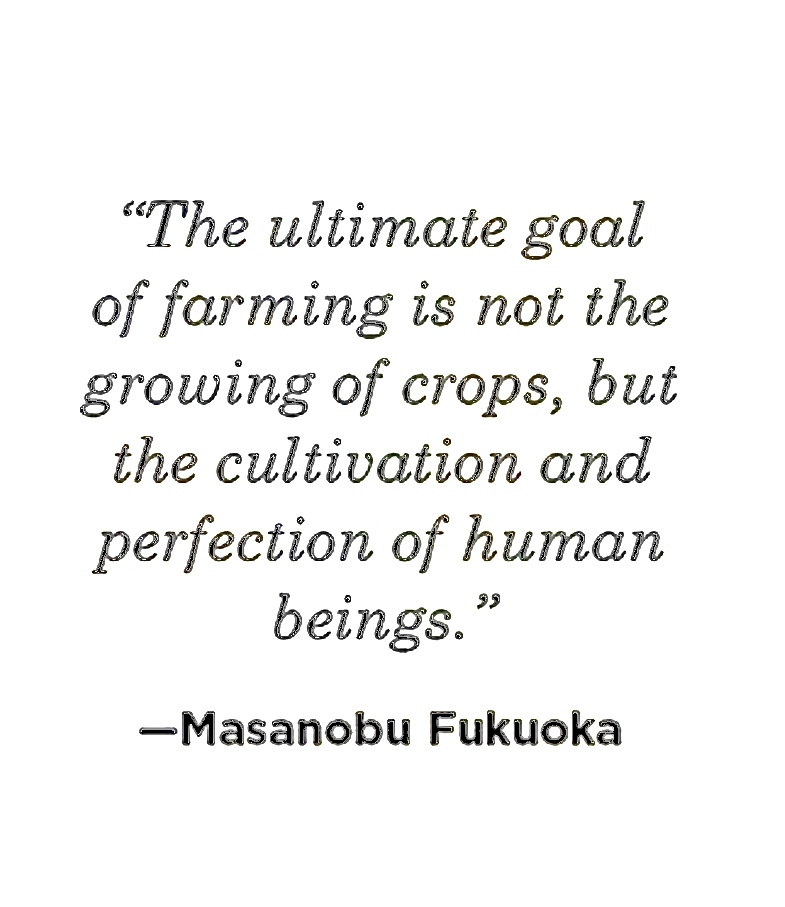 “The ultimate goal
of farming is not the
growing of crops, but
the cultivation and
perfection of human
beings.”
—Masanobu Fukuoka